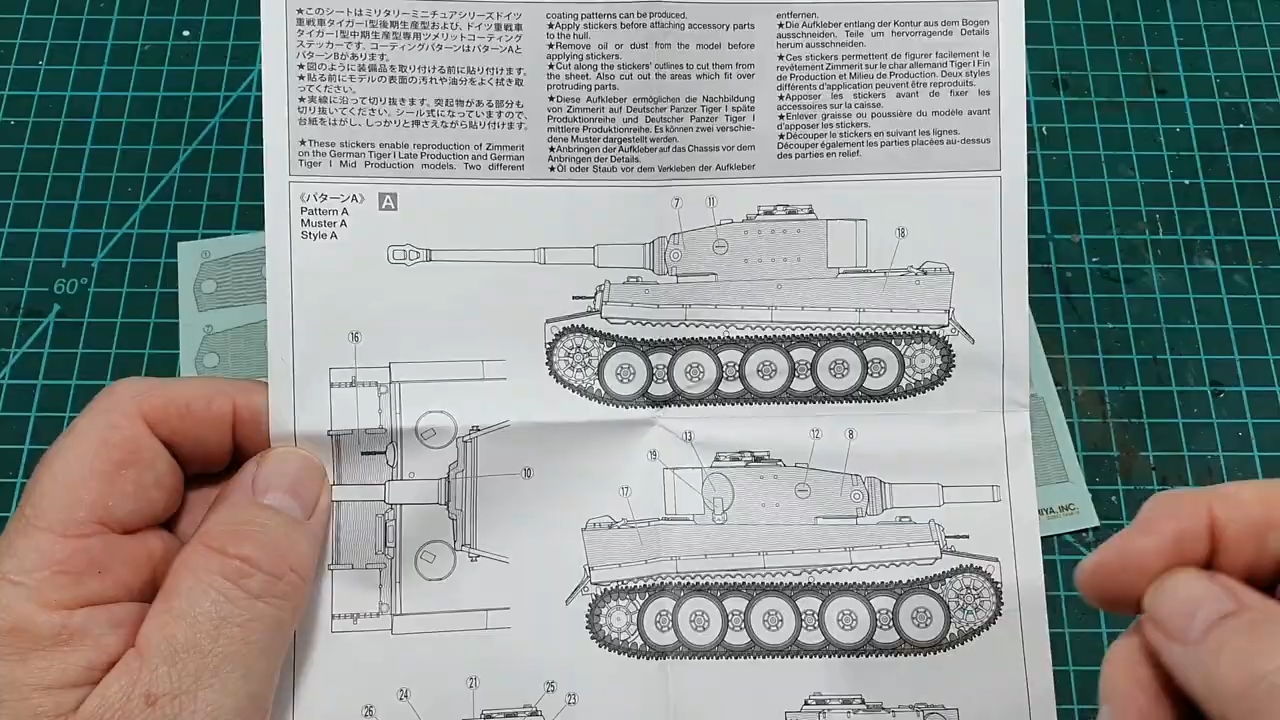 ★このシートはミリタリーミニチュアシリーズドイツ
重戦車タイガーI型後期生産型および、ドイツ重戦車
タイガーI型中期生産型専用ツメリットコーティング
ステッカーです。コーティングパターンはパターンAと
パターンBがあります。
★図のように装備品を取り付ける前に貼り付けます。
★貼る前にモデルの表面の汚れや油分をよく拭き取
ってください。
★実線に沿って切り抜きます。突起物がある部分も
切り抜いてください。シール式になっていますので、
台紙をはがし、しっかりと押さえながら貼り付けます。
★These stickers enable reproduction of Zimmerit
on the German Tiger I Late Production and German
Tiger I Mid Production models. Two different
coating patterns can be produced.
★Apply stickers before attaching accessory parts
to the hull.
★Remove oil or dust from the model before
applying stickers.
★Cut along the stickers' outlines to cut them from
the sheet. Also cut out the areas which fit over
protruding parts.
★Diese Aufkleber ermöglichen die Nachbildung
von Zimmerit auf Deutscher Panzer Tiger I späte
Produktionreihe und Deutscher Panzer Tiger I
mittlere Produktionreihe. Es können zwei verschie-
dene Muster dargestellt werden.
★Anbringen der Aufkleber auf das Chassis vor dem
Anbringen der Details.
★Öl oder Staub vor dem Verkleben der Aufkleber
entfernen.
★Die Aufkleber entlang der Kontur aus dem Bogen
ausschneiden. Teile um hervorragende Details
herum ausschneiden.
★Ces stickers permettent de figurer facilement le
revêtement Zimmerit sur le char allemand Tiger I Fin
de Production et Milieu de Production. Deux styles
différents d'application peuvent être reproduits.
★Apposer les stickers avant de fixer les
accessoires sur la caisse.
★Enlever graisse ou poussière du modèle avant
d'apposer les stickers.
★Découper le stickers en suivant les lignes.
Découper également les parties placées au-dessus
des parties en relief.
《パターンA》 A
Pattern A
Muster A
Style A
⑦ ⑪
⑱
⑯
⑩
⑬ ⑫ ⑧
⑲
⑰
㉑ ㉕
㉔ ㉓
㉖
60°
①
⑦
IYA, INC.